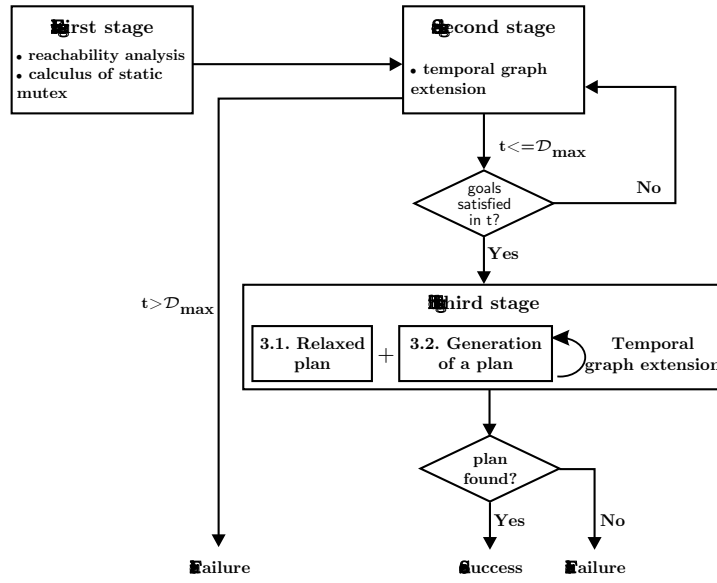 First stage
• reachability analysis
• calculus of static
mutex
Second stage
• temporal graph
extension
t<=𝒟max
goals
satisfied
in t?
No
Yes
t>𝒟max
Third stage
3.1. Relaxed
plan
+
3.2. Generation
of a plan
Temporal
graph extension
plan
found?
Yes
No
Failure
Success
Failure